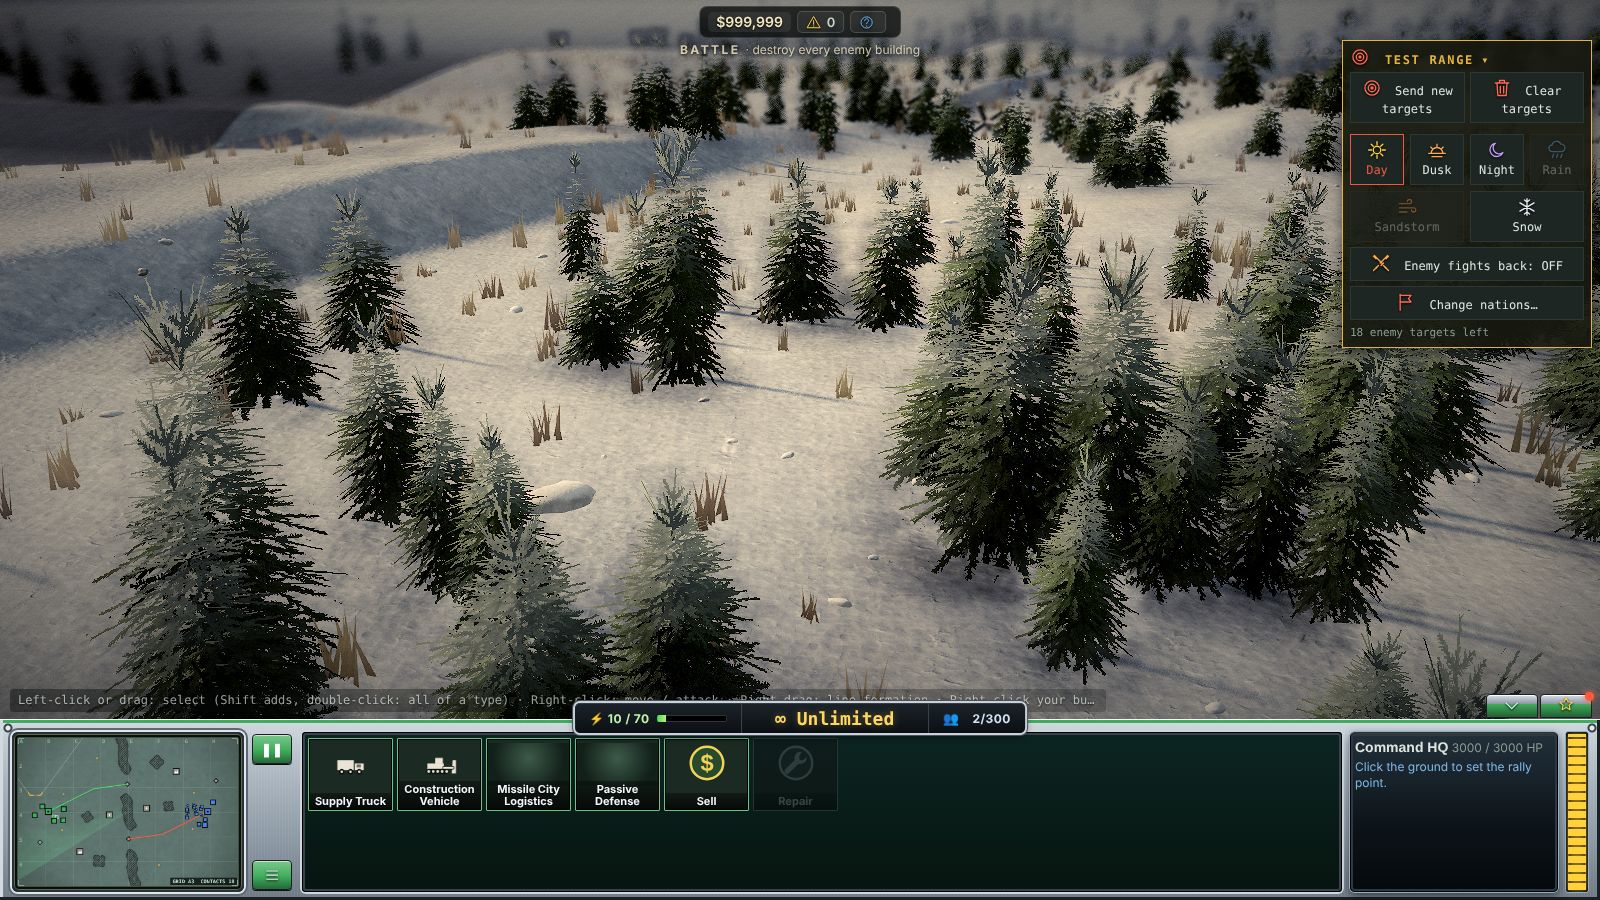 $999,999
0
BATTLE · destroy every enemy building
TEST RANGE ▾
Send new targets
Clear targets
Day
Dusk
Night
Rain
Sandstorm
Snow
Enemy fights back: OFF
Change nations…
18 enemy targets left
Left-click or drag: select (Shift adds, double-click: all of a type) · Right-click: move / attack · Right-drag: line formation · Right-click your bu…
10 / 70
∞ Unlimited
2/300
Supply Truck
Construction Vehicle
Missile City Logistics
Passive Defense
Sell
Repair
Command HQ 3000 / 3000 HP
Click the ground to set the rally point.
GRID A3 CONTACTS 18